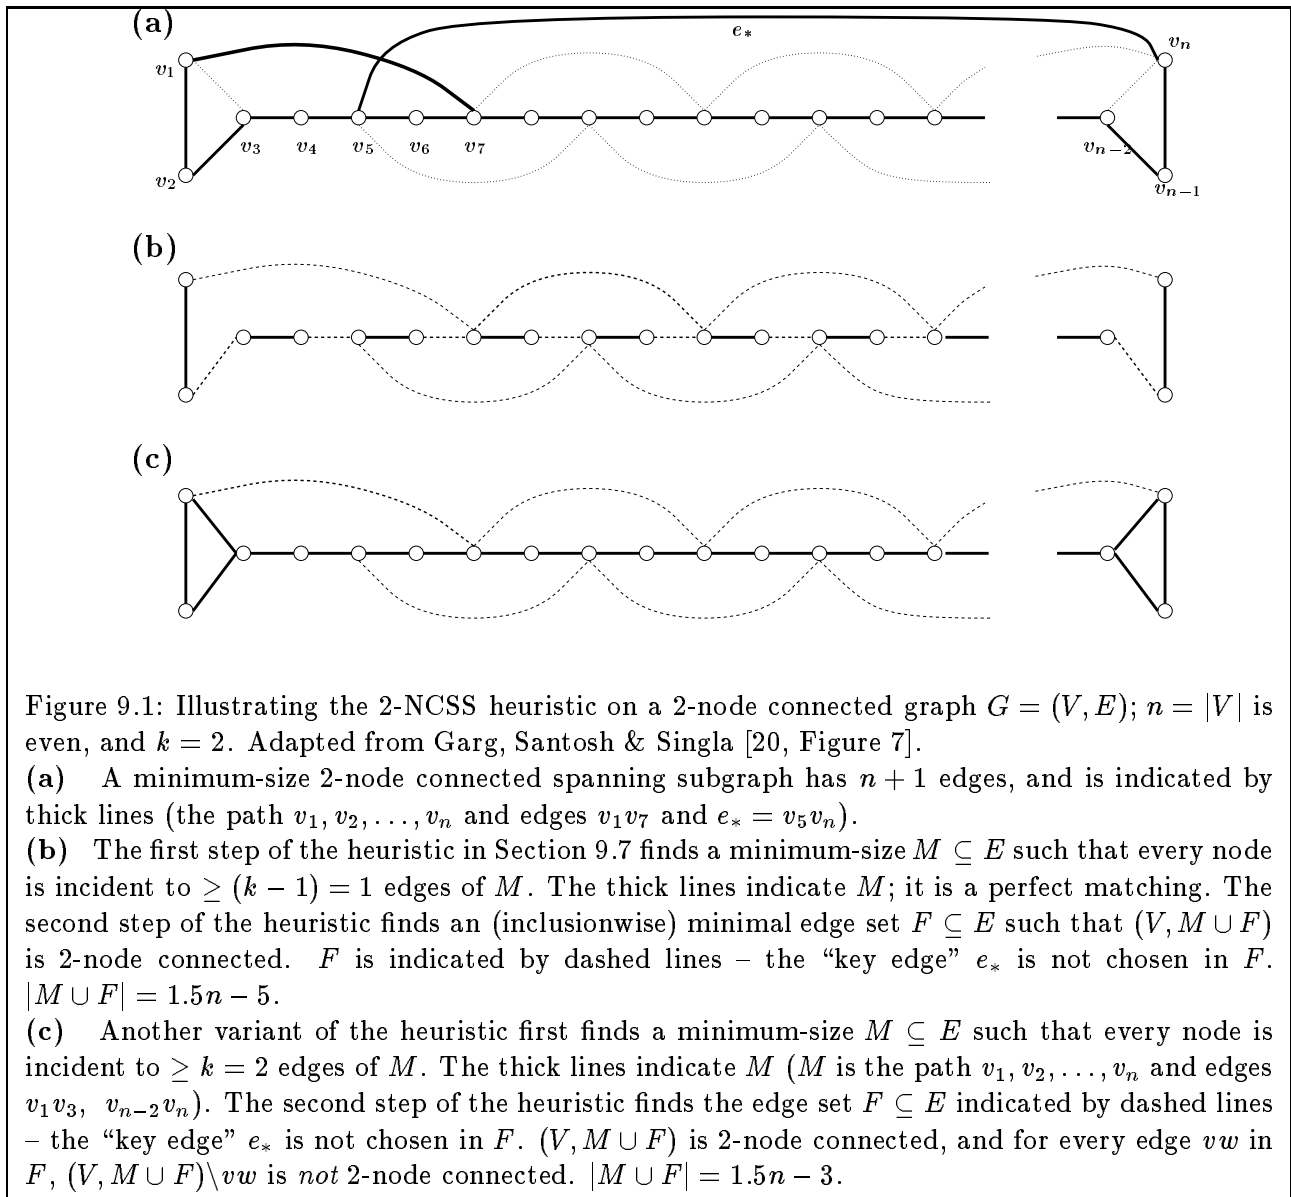 (a)
e∗
v1
vn
v3 v4 v5 v6 v7
vn−2
v2
vn−1
(b)
(c)
Figure 9.1: Illustrating the 2-NCSS heuristic on a 2-node connected graph G = (V, E); n = |V| is
even, and k = 2. Adapted from Garg, Santosh & Singla [20, Figure 7].
(a) A minimum-size 2-node connected spanning subgraph has n + 1 edges, and is indicated by
thick lines (the path v1, v2, . . . , vn and edges v1v7 and e∗ = v5vn).
(b) The first step of the heuristic in Section 9.7 finds a minimum-size M ⊆ E such that every node
is incident to ≥ (k − 1) = 1 edges of M. The thick lines indicate M; it is a perfect matching. The
second step of the heuristic finds an (inclusionwise) minimal edge set F ⊆ E such that (V, M ∪ F)
is 2-node connected. F is indicated by dashed lines – the “key edge” e∗ is not chosen in F.
|M ∪ F| = 1.5n − 5.
(c) Another variant of the heuristic first finds a minimum-size M ⊆ E such that every node is
incident to ≥ k = 2 edges of M. The thick lines indicate M (M is the path v1, v2, . . . , vn and edges
v1v3, vn−2vn). The second step of the heuristic finds the edge set F ⊆ E indicated by dashed lines
– the “key edge” e∗ is not chosen in F. (V, M ∪ F) is 2-node connected, and for every edge vw in
F, (V, M ∪ F)\vw is not 2-node connected. |M ∪ F| = 1.5n − 3.